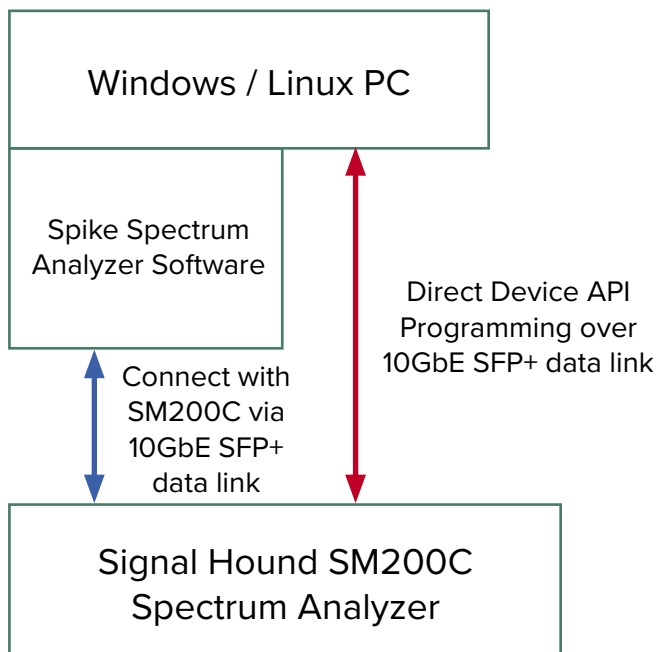 Windows / Linux PC
Spike Spectrum
Analyzer Software
Direct Device API
Programming over
10GbE SFP+ data link
Connect with
SM200C via
10GbE SFP+
data link
Signal Hound SM200C
Spectrum Analyzer